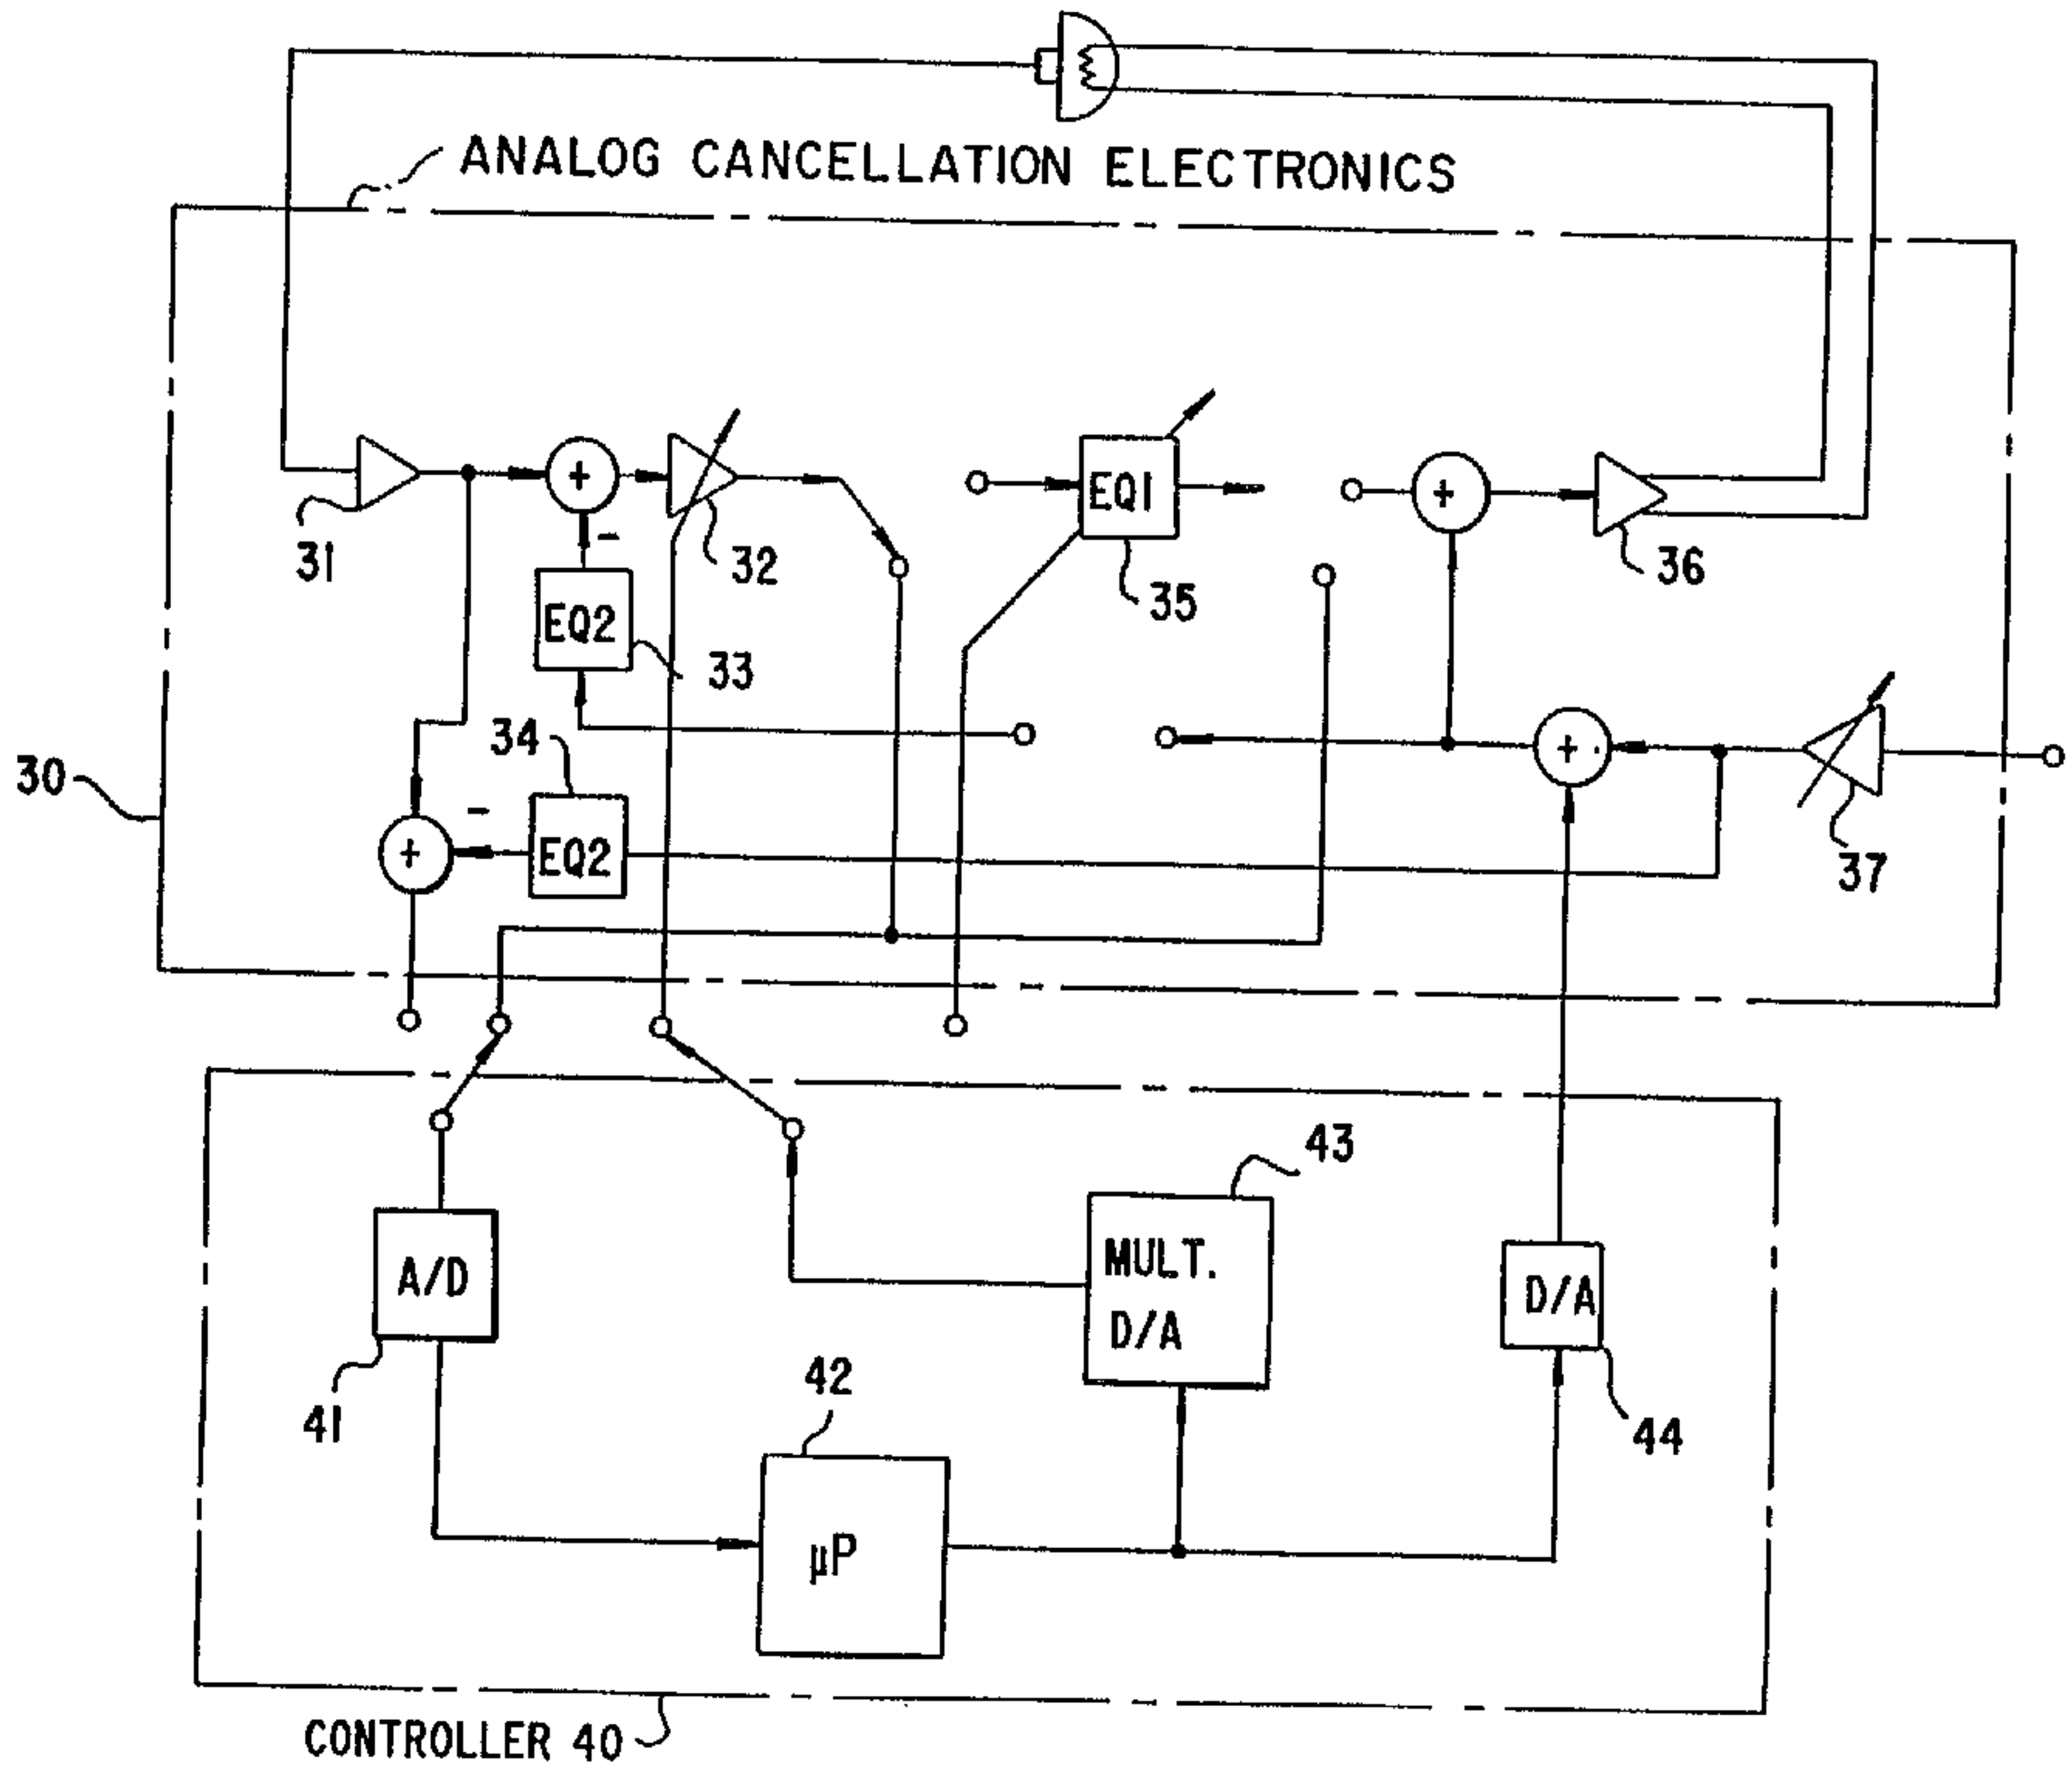 ANALOG CANCELLATION ELECTRONICS
+
EQ1
+
31
-
32
36
35
EQ2
33
34
+
30
-
+
EQ2
37
43
MULT.
D/A
A/D
D/A
42
41
44
µP
CONTROLLER 40